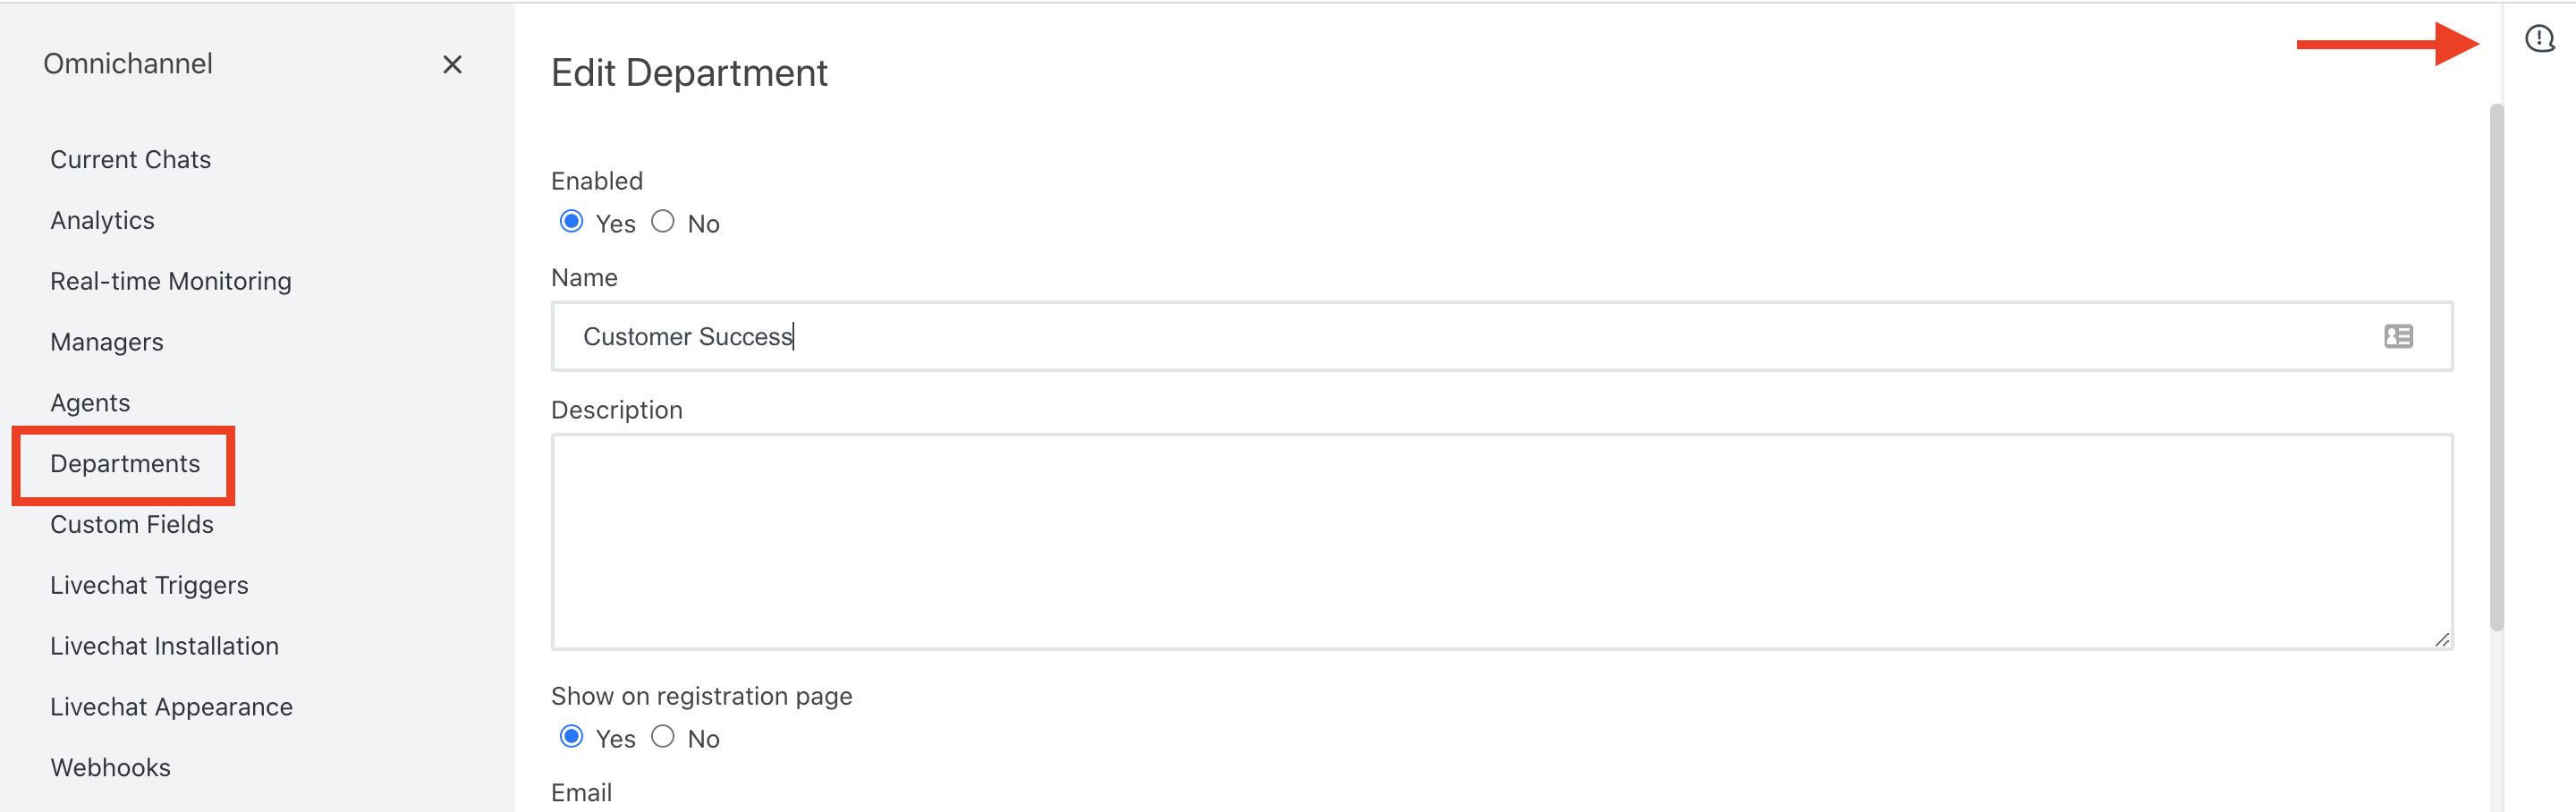 Omnichannel
Current Chats
Analytics
Real-time Monitoring
Managers
Agents
Departments
Custom Fields
Livechat Triggers
Livechat Installation
Livechat Appearance
Webhooks
Edit Department
Enabled
Yes No
Name
Customer Success
Description
Show on registration page
Yes No
Email